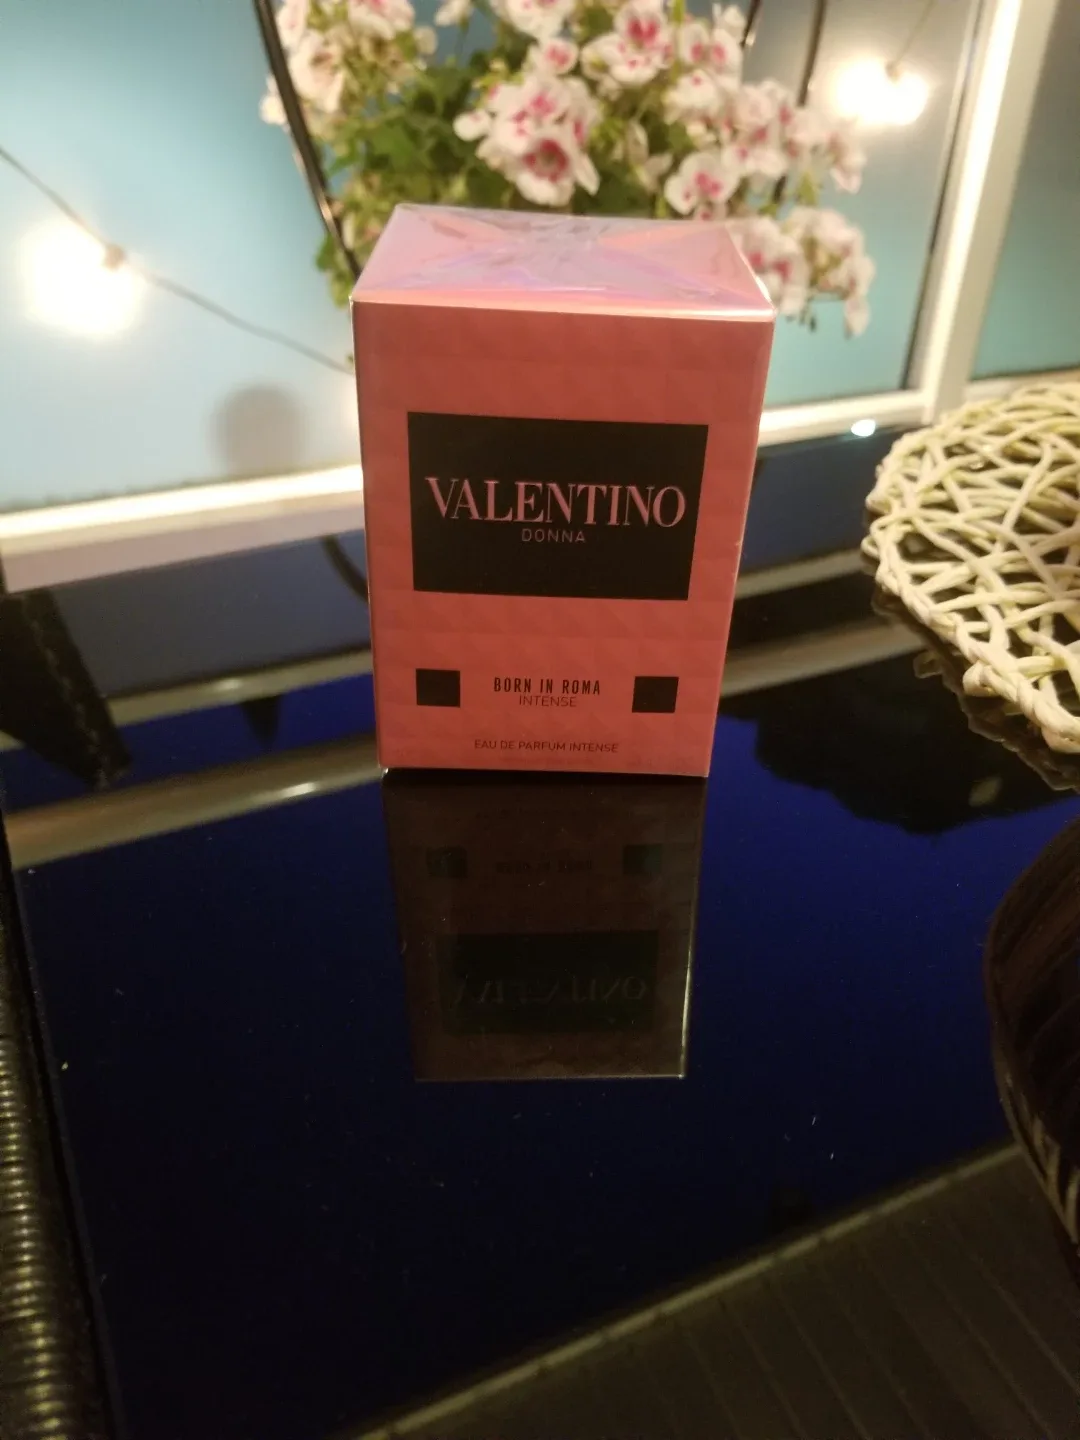 VALENTINO
DONNA
BORN IN ROMA
INTENSE
EAU DE PARFUM INTENSE